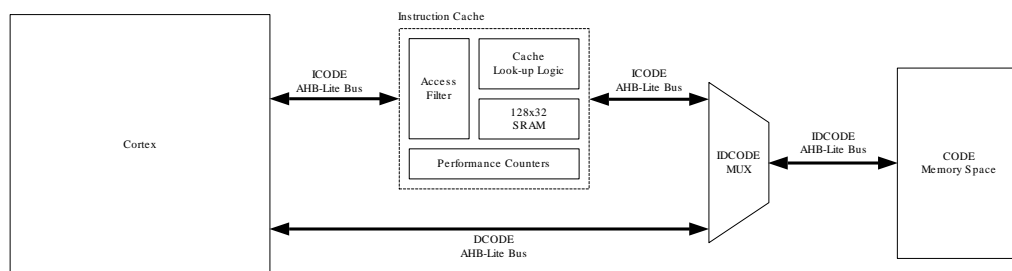 Instruction Cache
Cortex
ICODE
AHB-Lite Bus
Access
Filter
Cache
Look-up Logic
128x32
SRAM
Performance Counters
ICODE
AHB-Lite Bus
IDCODE
MUX
IDCODE
AHB-Lite Bus
CODE
Memory Space
DCODE
AHB-Lite Bus